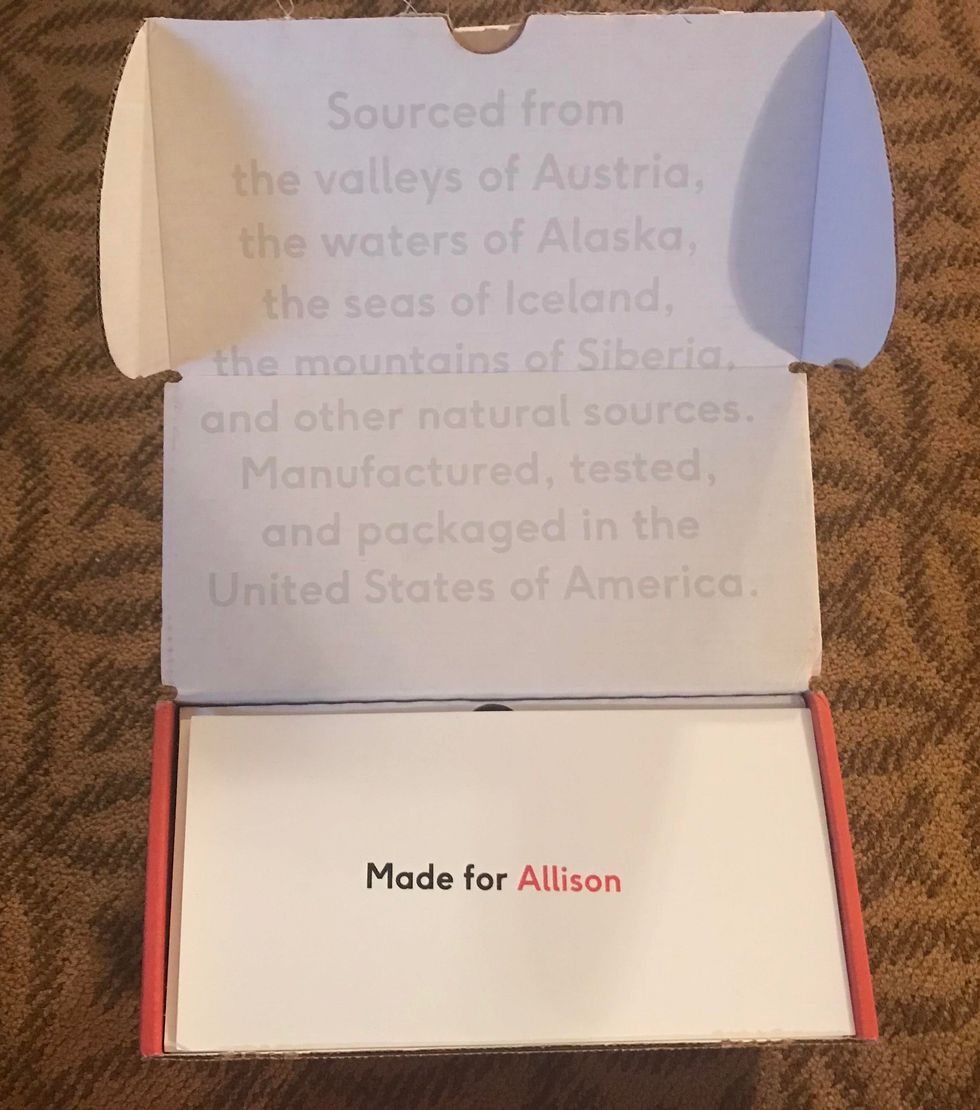 Sourced from
the valleys of Austria,
the waters of Alaska,
the seas of Iceland,
the mountains of Siberia,
and other natural sources.
Manufactured, tested,
and packaged in the
United States of America.
Made for Allison